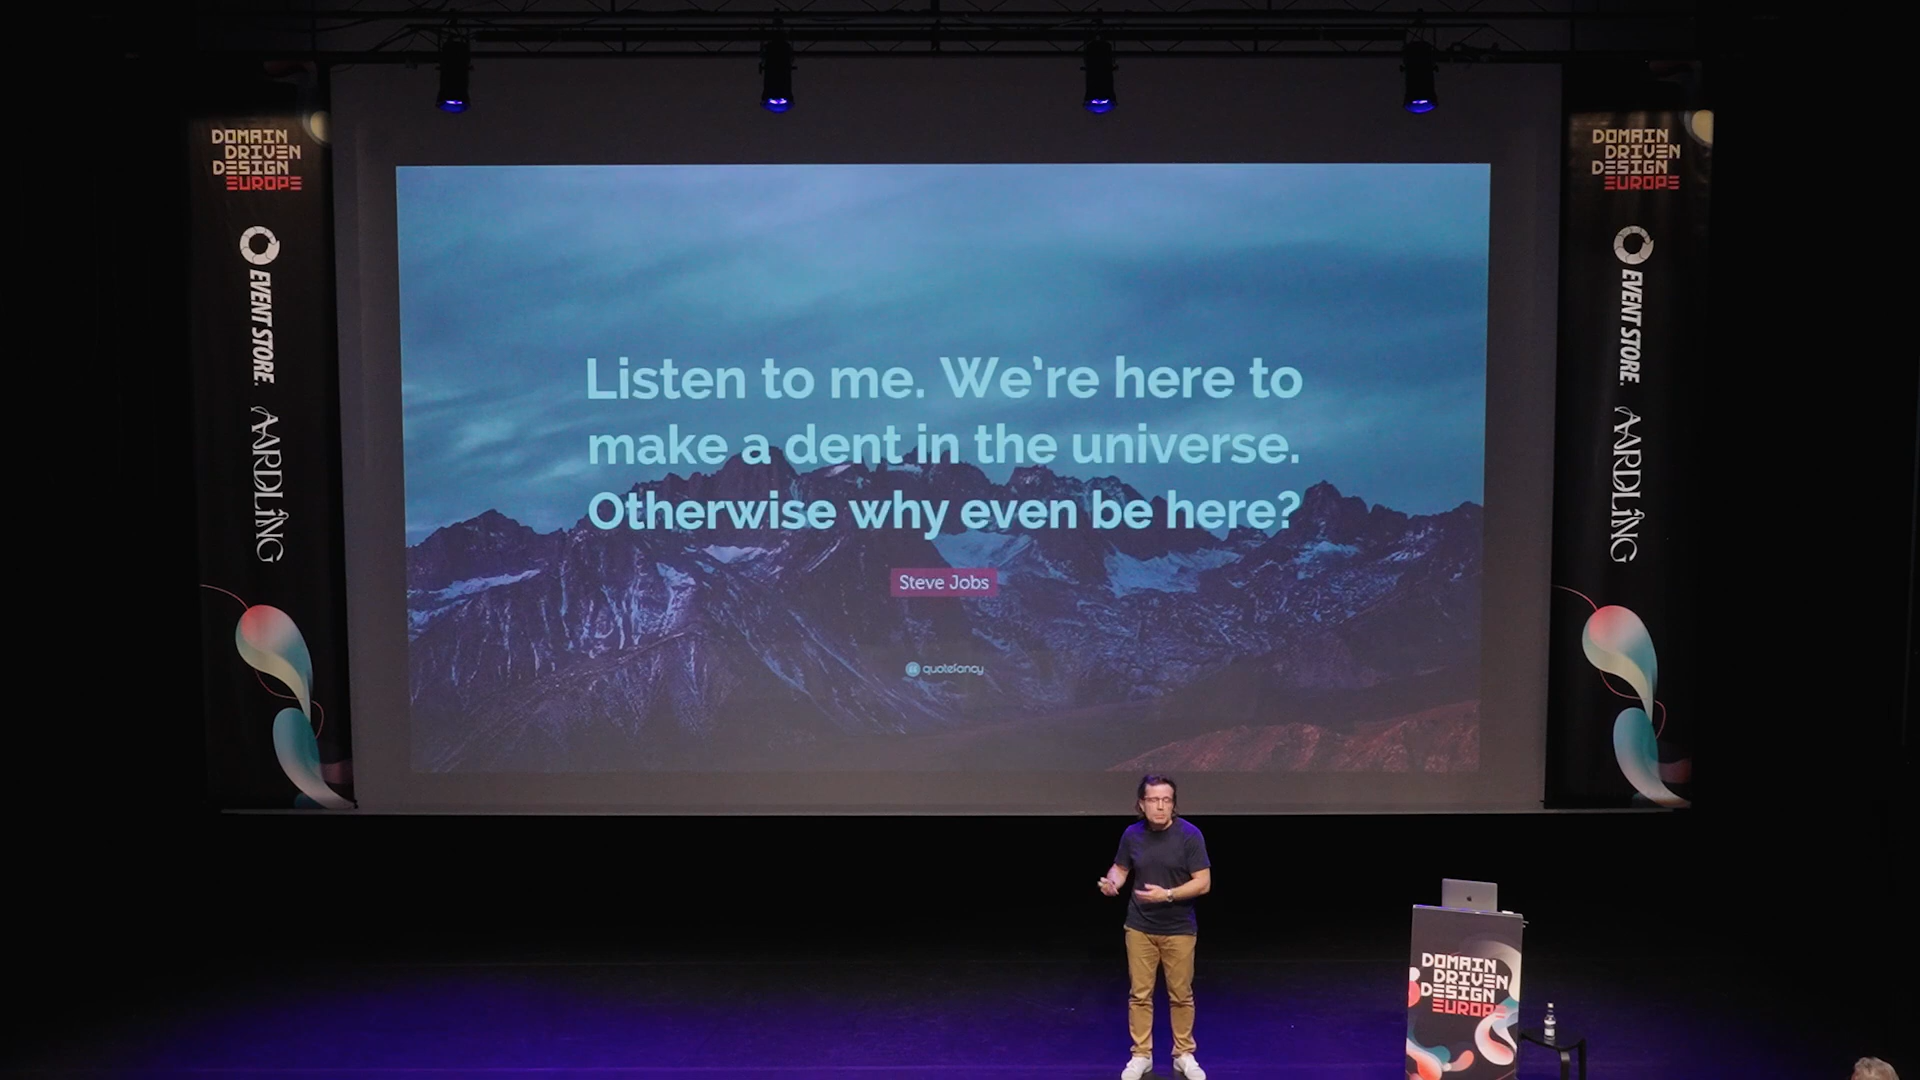 DOMAIN
DRIVEN
DESIGN
EUROPE
EVENT STORE
AARDLING
Listen to me. We're here to
make a dent in the universe.
Otherwise why even be here?
Steve Jobs
quotefancy
DOMAIN
DRIVEN
DESIGN
EUROPE
EVENT STORE
AARDLING
DOMAIN
DRIVEN
DESIGN
EUROPE